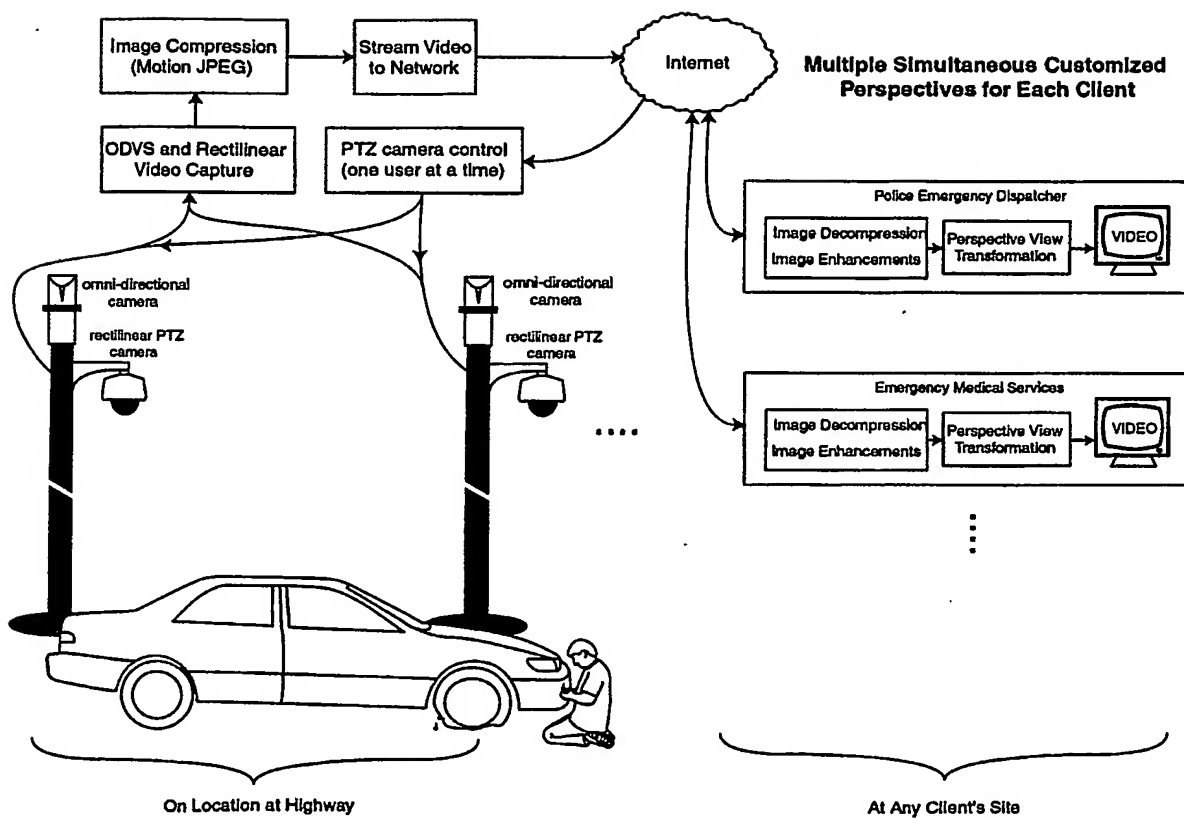 Image Compression
(Motion JPEG)
Stream Video
to Network
Internet
Multiple Simultaneous Customized
Perspectives for Each Client
ODVS and Rectilinear
Video Capture
PTZ camera control
(one user at a time)
Police Emergency Dispatcher
Image Decompression
Image Enhancements
Perspective View
Transformation
VIDEO
omni-directional
camera
rectilinear PTZ
camera
omni-directional
camera
rectilinear PTZ
camera
Emergency Medical Services
Image Decompression
Image Enhancements
Perspective View
Transformation
VIDEO
On Location at Highway
At Any Client's Site